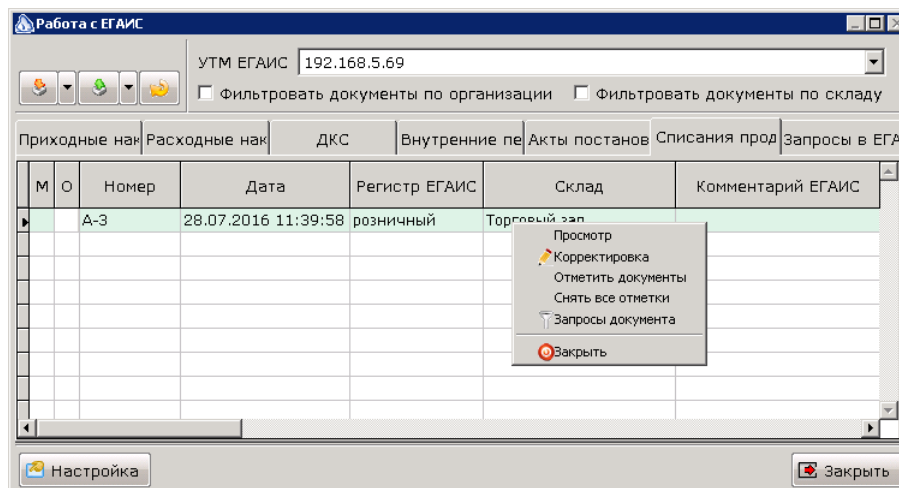 Работа с ЕГАИС
УТМ ЕГАИС 192.168.5.69
Фильтровать документы по организации Фильтровать документы по складу
Приходные нак Расходные нак ДКС Внутренние пе Акты постанов Списания прод Запросы в ЕГА
М О Номер Дата Регистр ЕГАИС Склад Комментарий ЕГАИС
А-3 28.07.2016 11:39:58 розничный Торговый зал
Просмотр
Корректировка
Отметить документы
Снять все отметки
Запросы документа
Закрыть
Настройка Закрыть